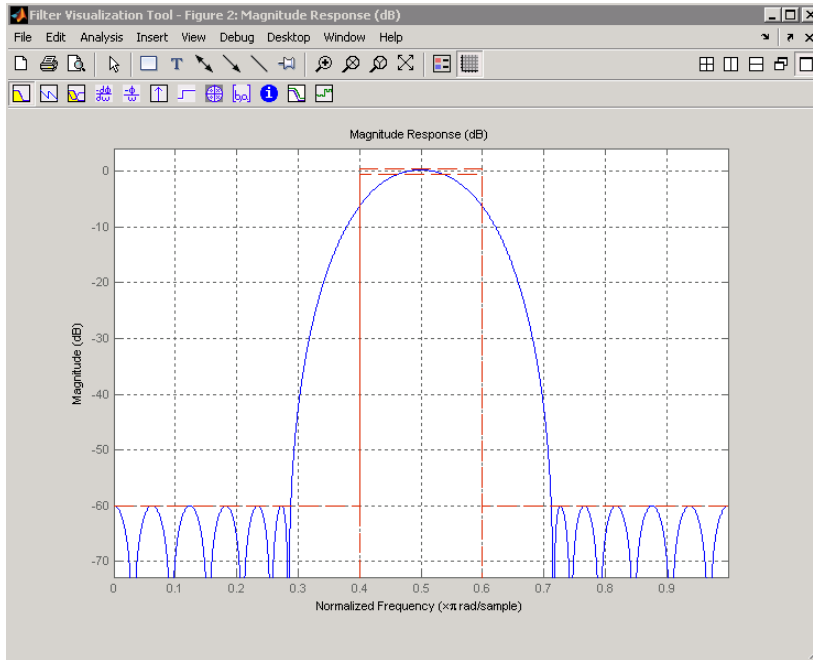 Filter Visualization Tool - Figure 2: Magnitude Response (dB)
File Edit Analysis Insert View Debug Desktop Window Help
Magnitude Response (dB)
0
-10
-20
-30
-40
-50
-60
-70
Magnitude (dB)
0 0.1 0.2 0.3 0.4 0.5 0.6 0.7 0.8 0.9
Normalized Frequency (×π rad/sample)